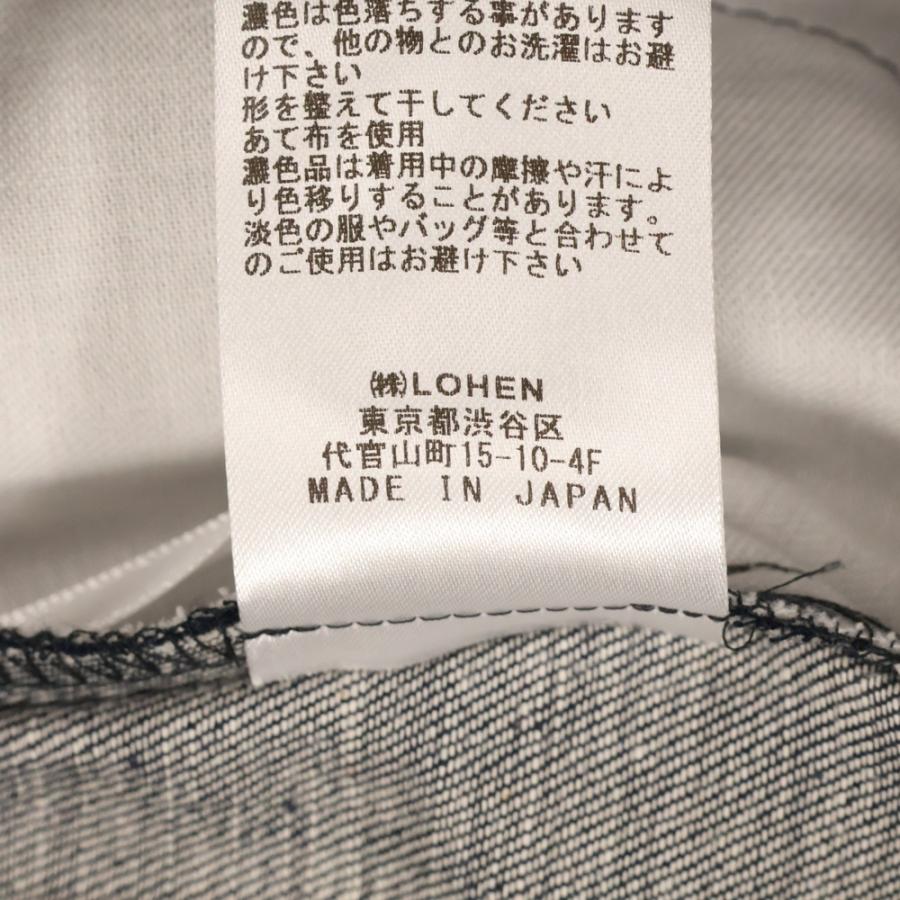 濃色は色落ちする事があります
ので、他の物とのお洗濯はお避
け下さい
形を整えて干してください
あて布を使用
濃色品は着用中の摩擦や汗によ
り色移りすることがあります。
淡色の服やバッグ等と合わせて
のご使用はお避け下さい
㈱LOHEN
東京都渋谷区
代官山町15-10-4F
MADE IN JAPAN